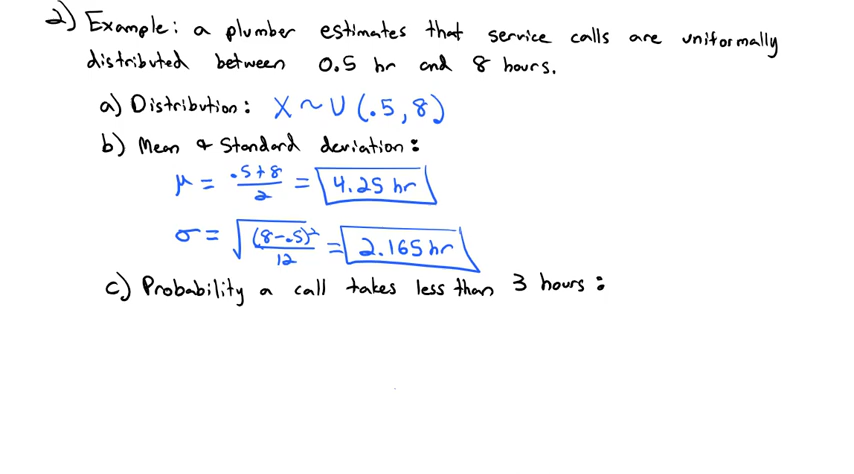 2) Example: a plumber estimates that service calls are uniformally
distributed between 0.5 hr and 8 hours.
a) Distribution: X ~ U (.5, 8)
b) Mean & Standard deviation:
μ = (.5+8)/2 = 4.25 hr
σ = √((8-.5)²/12) = 2.165 hr
c) Probability a call takes less than 3 hours: